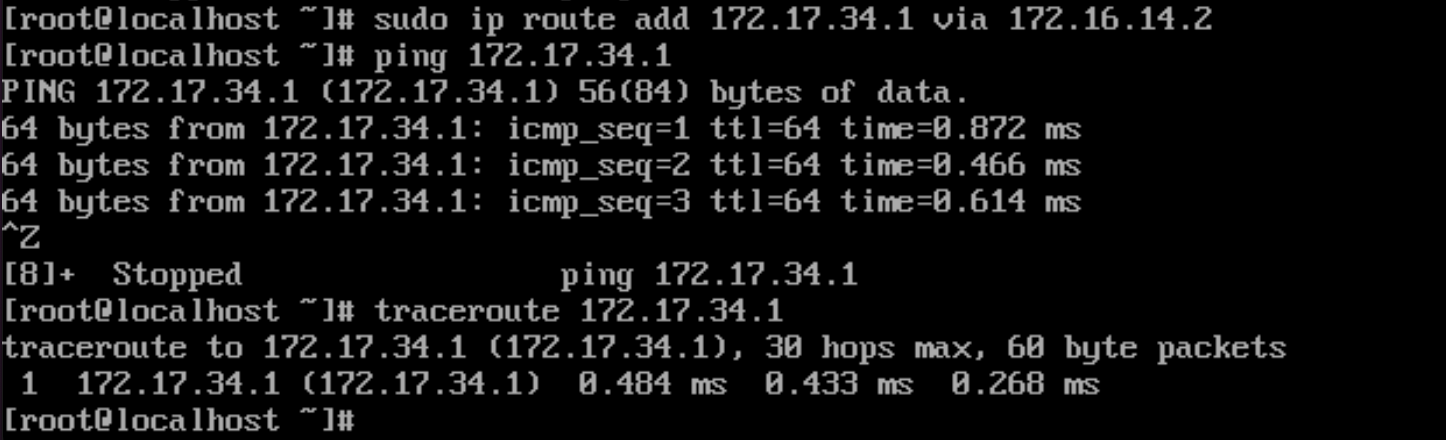 [root@localhost ~]# sudo ip route add 172.17.34.1 via 172.16.14.2
[root@localhost ~]# ping 172.17.34.1
PING 172.17.34.1 (172.17.34.1) 56(84) bytes of data.
64 bytes from 172.17.34.1: icmp_seq=1 ttl=64 time=0.872 ms
64 bytes from 172.17.34.1: icmp_seq=2 ttl=64 time=0.466 ms
64 bytes from 172.17.34.1: icmp_seq=3 ttl=64 time=0.614 ms
^Z
[8]+  Stopped                 ping 172.17.34.1
[root@localhost ~]# traceroute 172.17.34.1
traceroute to 172.17.34.1 (172.17.34.1), 30 hops max, 60 byte packets
 1  172.17.34.1 (172.17.34.1)  0.484 ms  0.433 ms  0.268 ms
[root@localhost ~]#